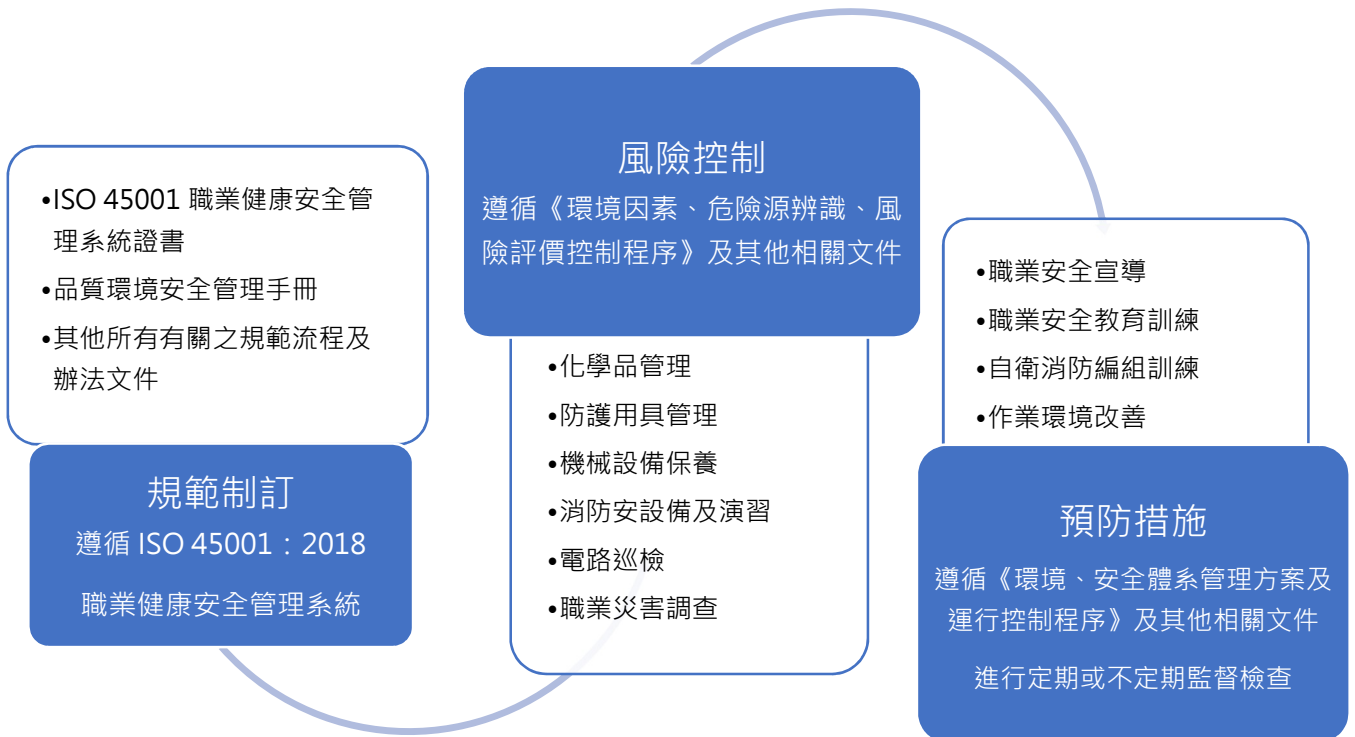 •ISO 45001 職業健康安全管
理系統證書
•品質環境安全管理手冊
•其他所有有關之規範流程及
辦法文件
規範制訂
遵循 ISO 45001：2018
職業健康安全管理系統
風險控制
遵循《環境因素、危險源辨識、風
險評價控制程序》及其他相關文件
•化學品管理
•防護用具管理
•機械設備保養
•消防安設備及演習
•電路巡檢
•職業災害調查
•職業安全宣導
•職業安全教育訓練
•自衛消防編組訓練
•作業環境改善
預防措施
遵循《環境、安全體系管理方案及
運行控制程序》及其他相關文件
進行定期或不定期監督檢查